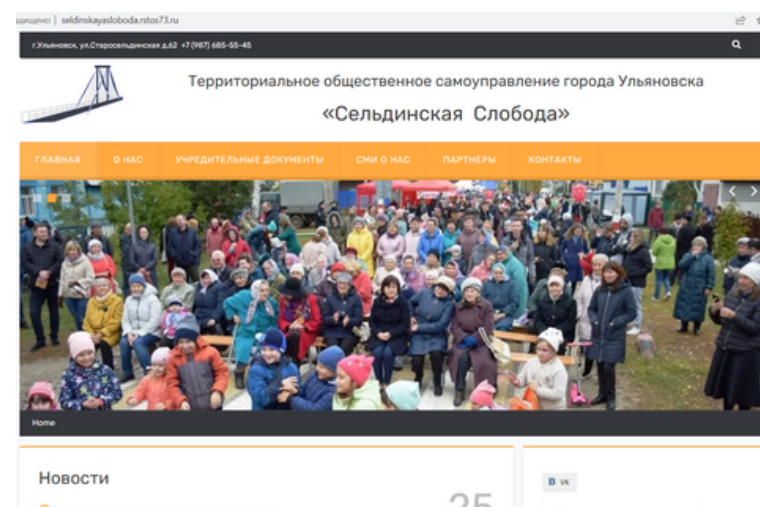 seldinskayasloboda.rstos73.ru
г.Ульяновск, ул.Старосельдинская д.62 +7 (987) 685-55-45
Территориальное общественное самоуправление города Ульяновска
«Сельдинская Слобода»
ГЛАВНАЯ О НАС УЧРЕДИТЕЛЬНЫЕ ДОКУМЕНТЫ СМИ О НАС ПАРТНЕРЫ КОНТАКТЫ
Home
Новости
25
В VK